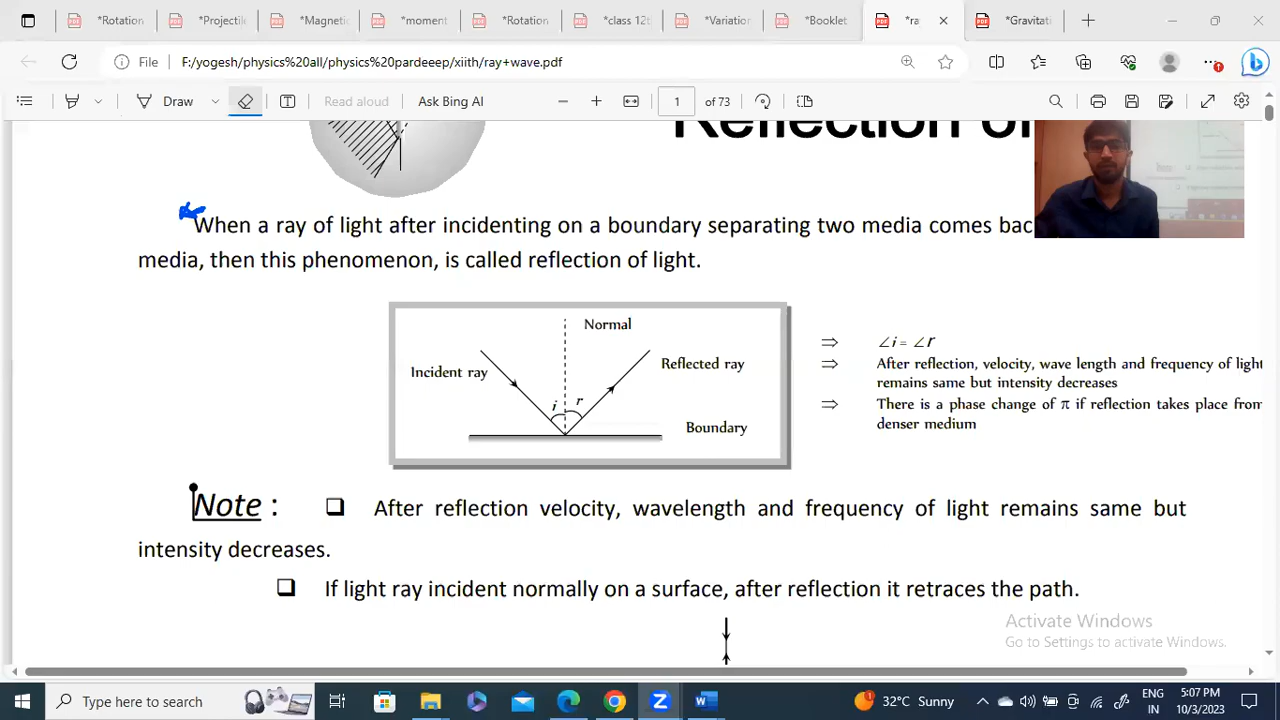 *Rotation
*Projectil
*Magnetic
*moment
*Rotation
*class 12t
*Variation
*Booklet
*ra
*Gravitati
File F:/yogesh/physics%20all/physics%20pardeeep/xiith/ray+wave.pdf
Draw Read aloud Ask Bing AI 1 of 73
Reflection of
When a ray of light after incidenting on a boundary separating two media comes bac
media, then this phenomenon, is called reflection of light.
Normal
Incident ray
Reflected ray
i r
Boundary
⇒ ∠i = ∠r
⇒ After reflection, velocity, wave length and frequency of light
remains same but intensity decreases
⇒ There is a phase change of π if reflection takes place from
denser medium
Note : ❑ After reflection velocity, wavelength and frequency of light remains same but
intensity decreases.
❑ If light ray incident normally on a surface, after reflection it retraces the path.
Activate Windows
Go to Settings to activate Windows.
Type here to search
1
32°C Sunny
ENG
IN
5:07 PM
10/3/2023